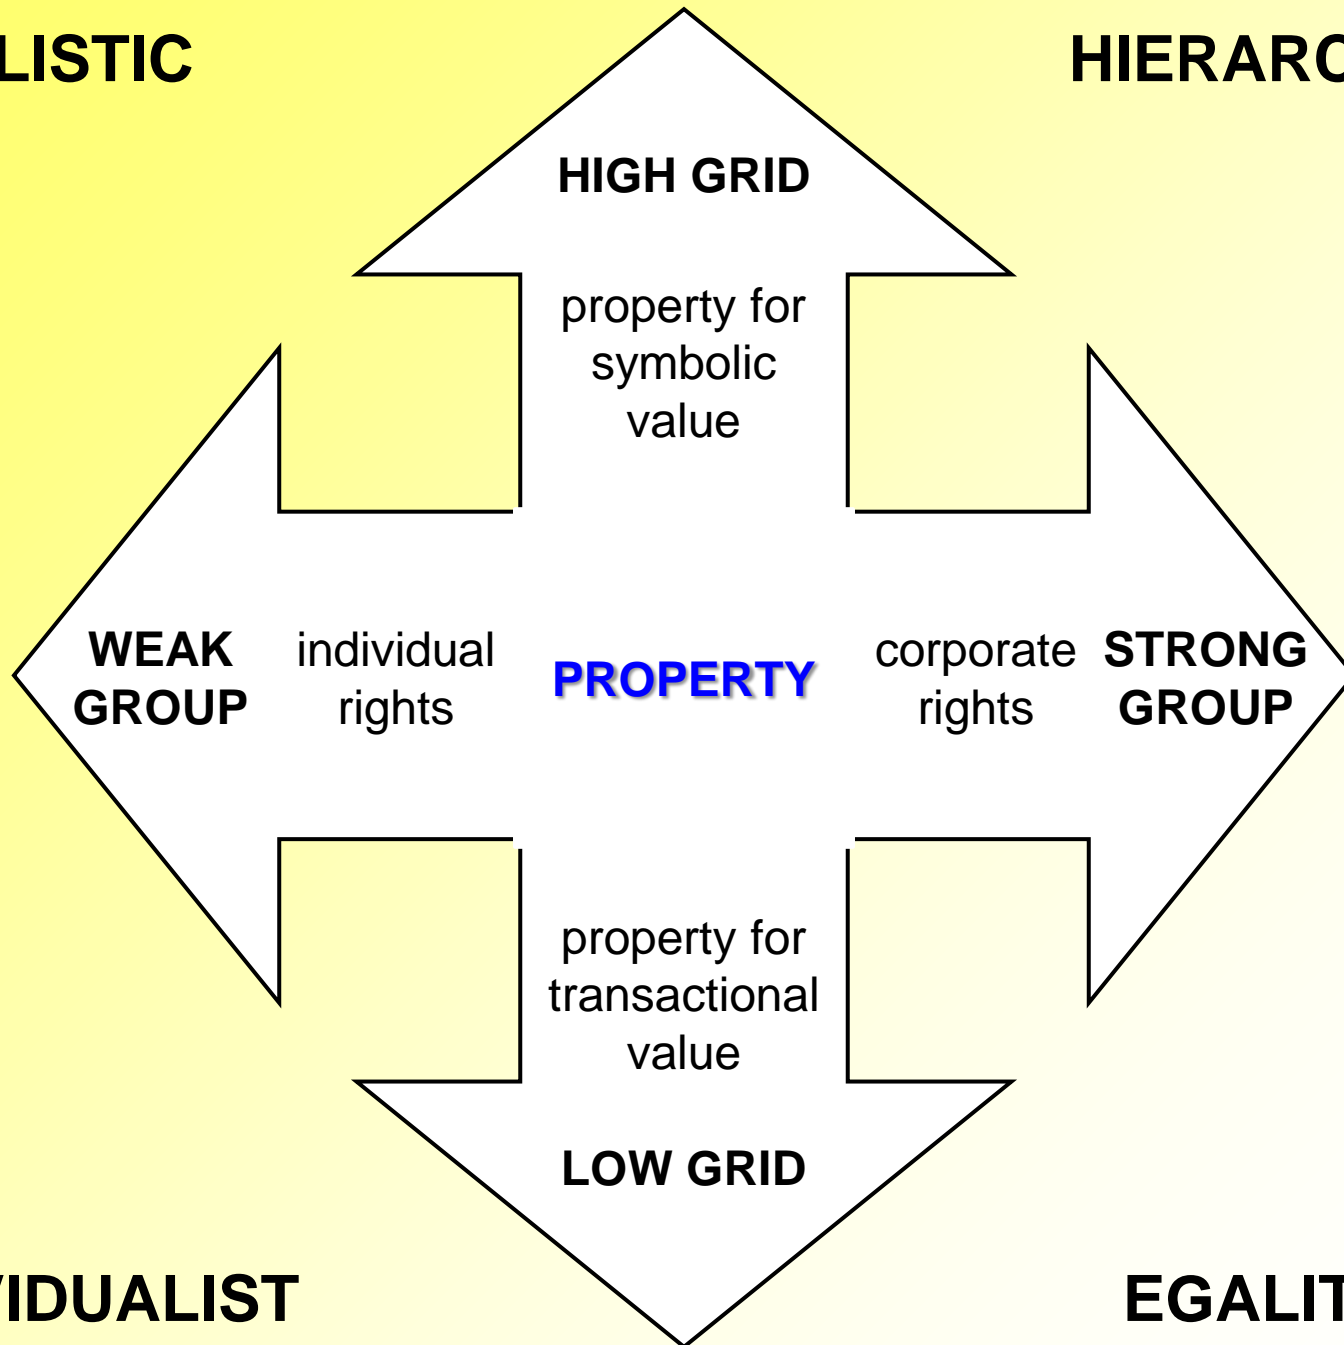 LISTIC
HIERARC
HIGH GRID
property for
symbolic
value
WEAK
GROUP
individual
rights
PROPERTY
corporate
rights
STRONG
GROUP
property for
transactional
value
LOW GRID
VIDUALIST
EGALIT